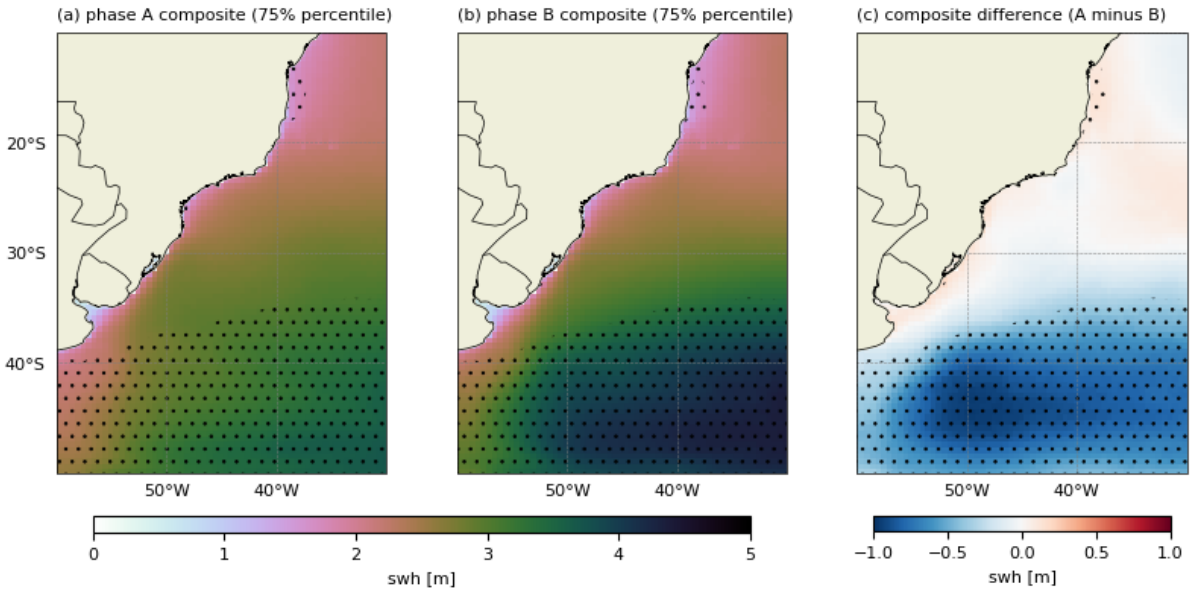 (a) phase A composite (75% percentile)
(b) phase B composite (75% percentile)
(c) composite difference (A minus B)
20°S
30°S
40°S
50°W 40°W
50°W 40°W
50°W 40°W
0 1 2 3 4 5
swh [m]
−1.0 −0.5 0.0 0.5 1.0
swh [m]